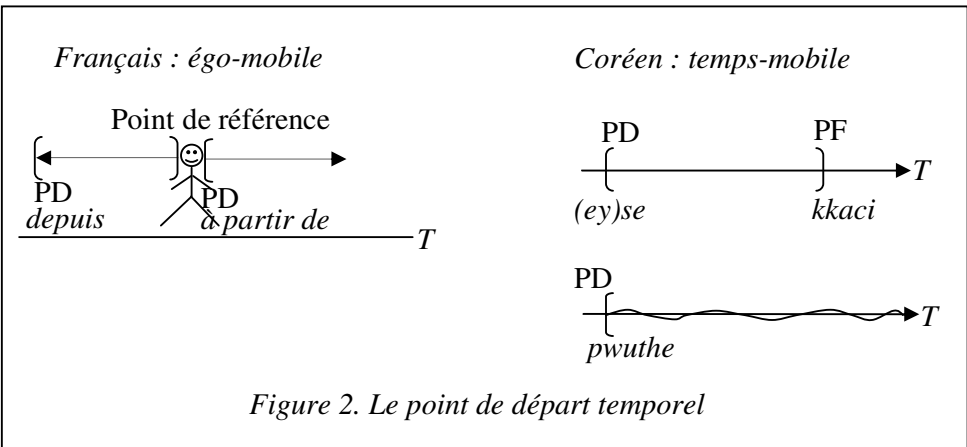 Français : égo-mobile
Point de référence
PD
depuis
PD
à partir de
T
Coréen : temps-mobile
PD
PF
T
(ey)se
kkaci
PD
T
pwuthe
Figure 2. Le point de départ temporel